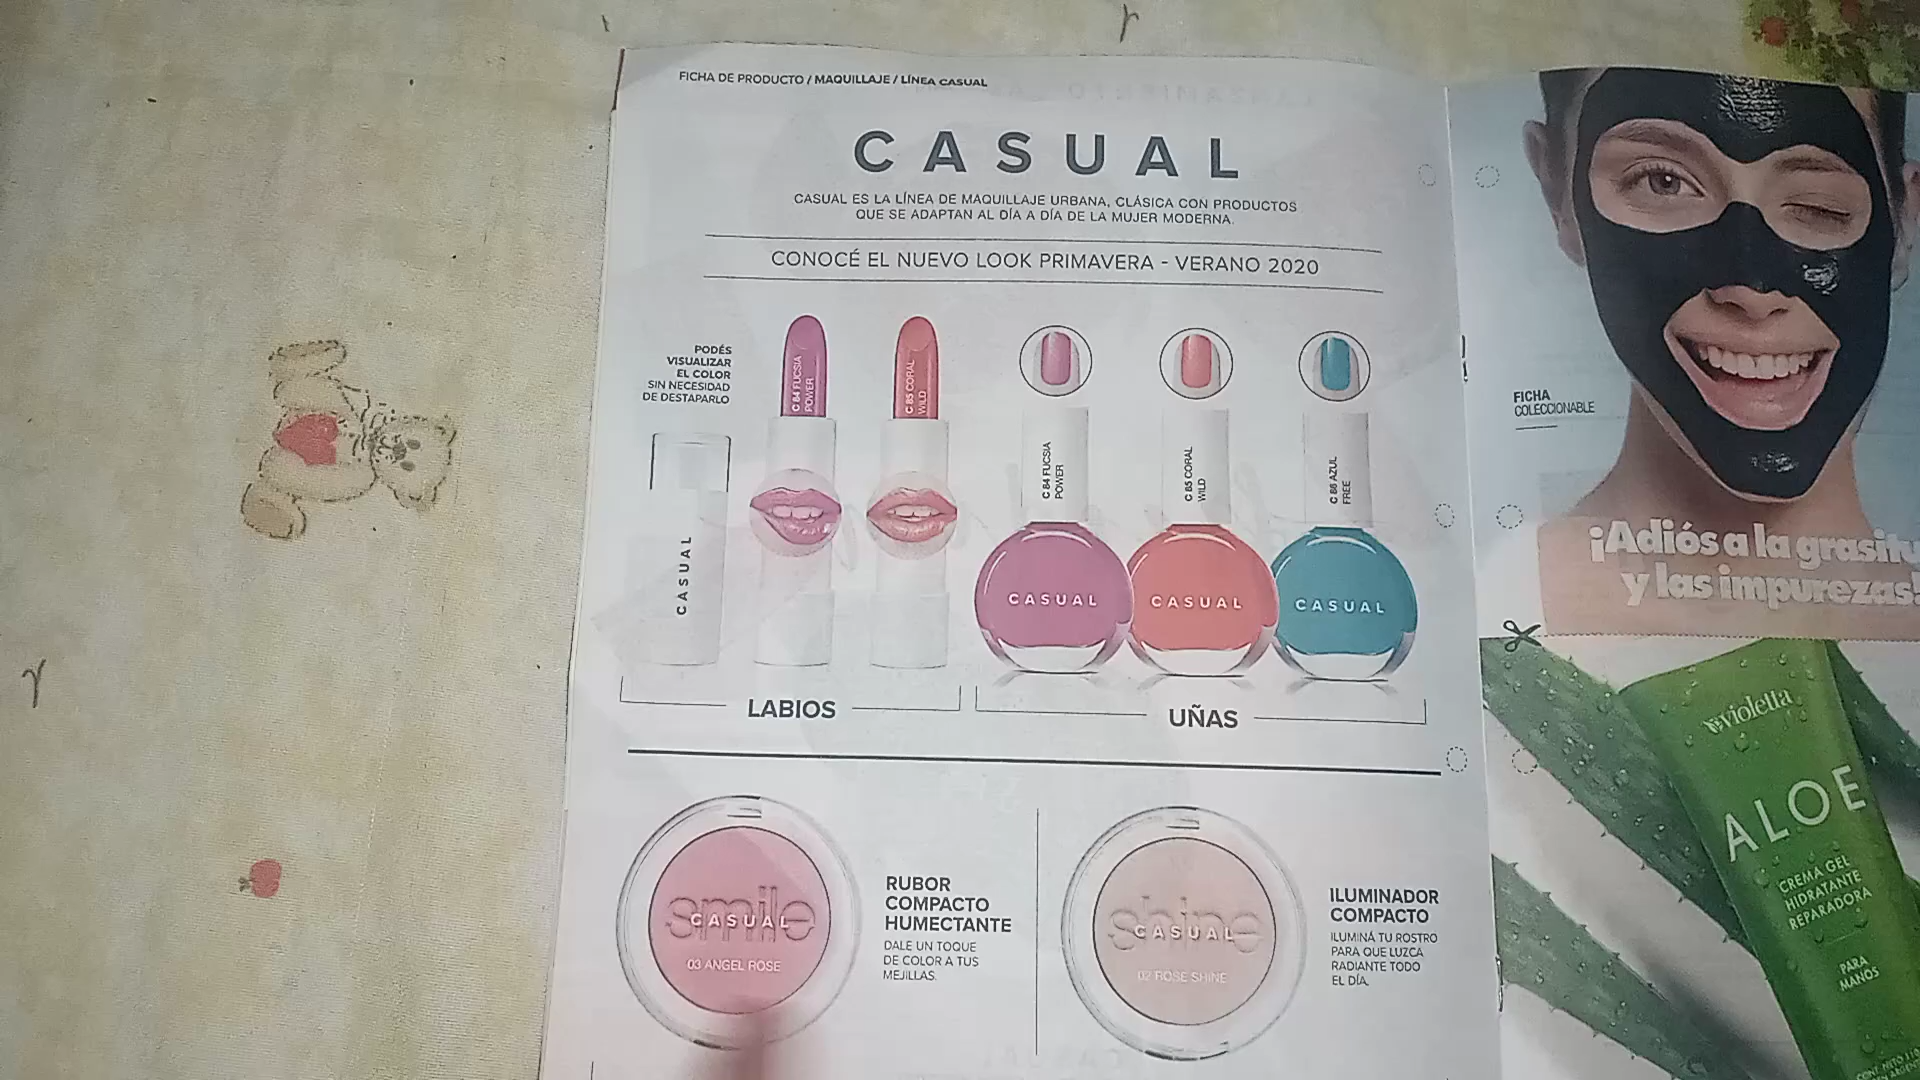 FICHA DE PRODUCTO / MAQUILLAJE / LÍNEA CASUAL
CASUAL
CASUAL ES LA LÍNEA DE MAQUILLAJE URBANA, CLÁSICA CON PRODUCTOS
QUE SE ADAPTAN AL DÍA A DÍA DE LA MUJER MODERNA.
CONOCÉ EL NUEVO LOOK PRIMAVERA - VERANO 2020
PODÉS
VISUALIZAR
EL COLOR
SIN NECESIDAD
DE DESTAPARLO
CASUAL
C 84 FUCSIA
POWER
C 85 CORAL
WILD
C 84 FUCSIA
POWER
C 85 CORAL
WILD
C 86 AZUL
FREE
CASUAL
CASUAL
CASUAL
LABIOS
UÑAS
smile
CASUAL
03 ANGEL ROSE
RUBOR
COMPACTO
HUMECTANTE
DALE UN TOQUE
DE COLOR A TUS
MEJILLAS.
shine
CASUAL
02 ROSE SHINE
ILUMINADOR
COMPACTO
ILUMINÁ TU ROSTRO
PARA QUE LUZCA
RADIANTE TODO
EL DÍA.
FICHA
COLECCIONABLE
¡Adiós a la grasitu
y las impurezas!
violetta
ALOE
CREMA GEL
HIDRATANTE
REPARADORA
PARA
MANOS